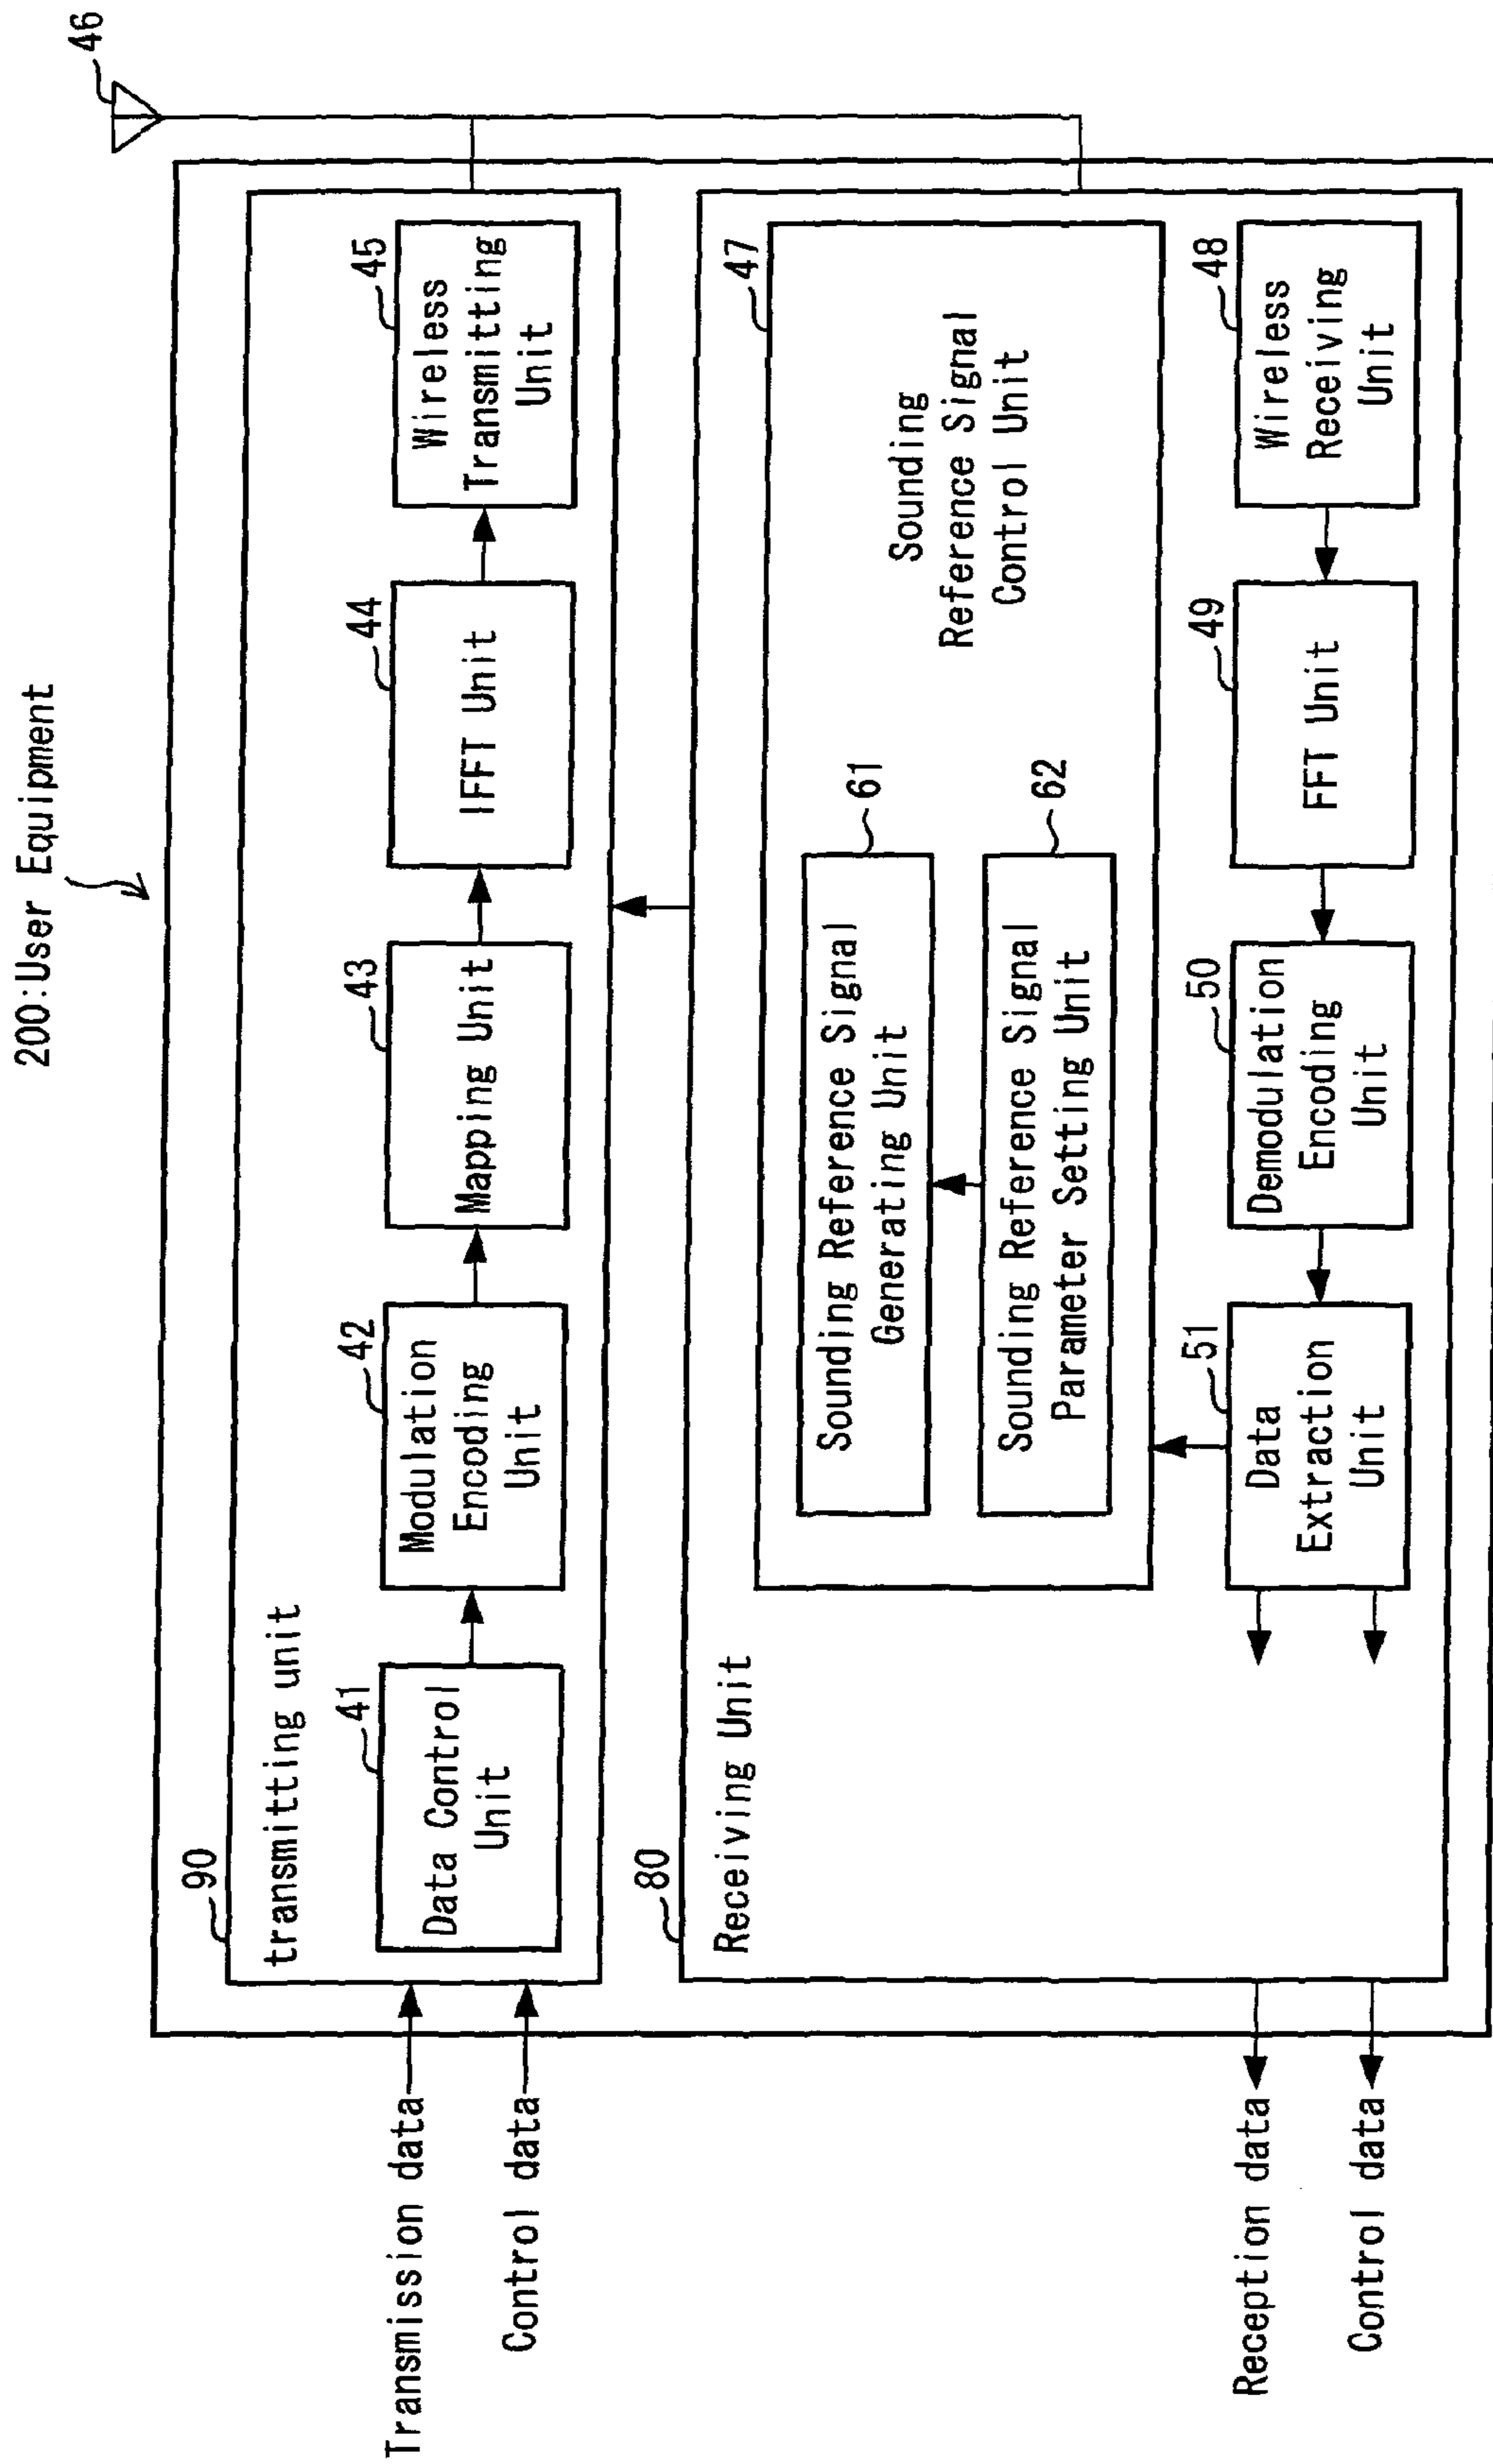 200:User Equipment
46
90
transmitting unit
Transmission data
Control data
41
Data Control
Unit
42
Modulation
Encoding
Unit
43
Mapping Unit
44
IFFT Unit
45
Wireless
Transmitting
Unit
80
Receiving Unit
47
Sounding
Reference Signal
Control Unit
61
Sounding Reference Signal
Generating Unit
62
Sounding Reference Signal
Parameter Setting Unit
51
Data
Extraction
Unit
50
Demodulation
Encoding
Unit
49
FFT Unit
48
Wireless
Receiving
Unit
Reception data
Control data